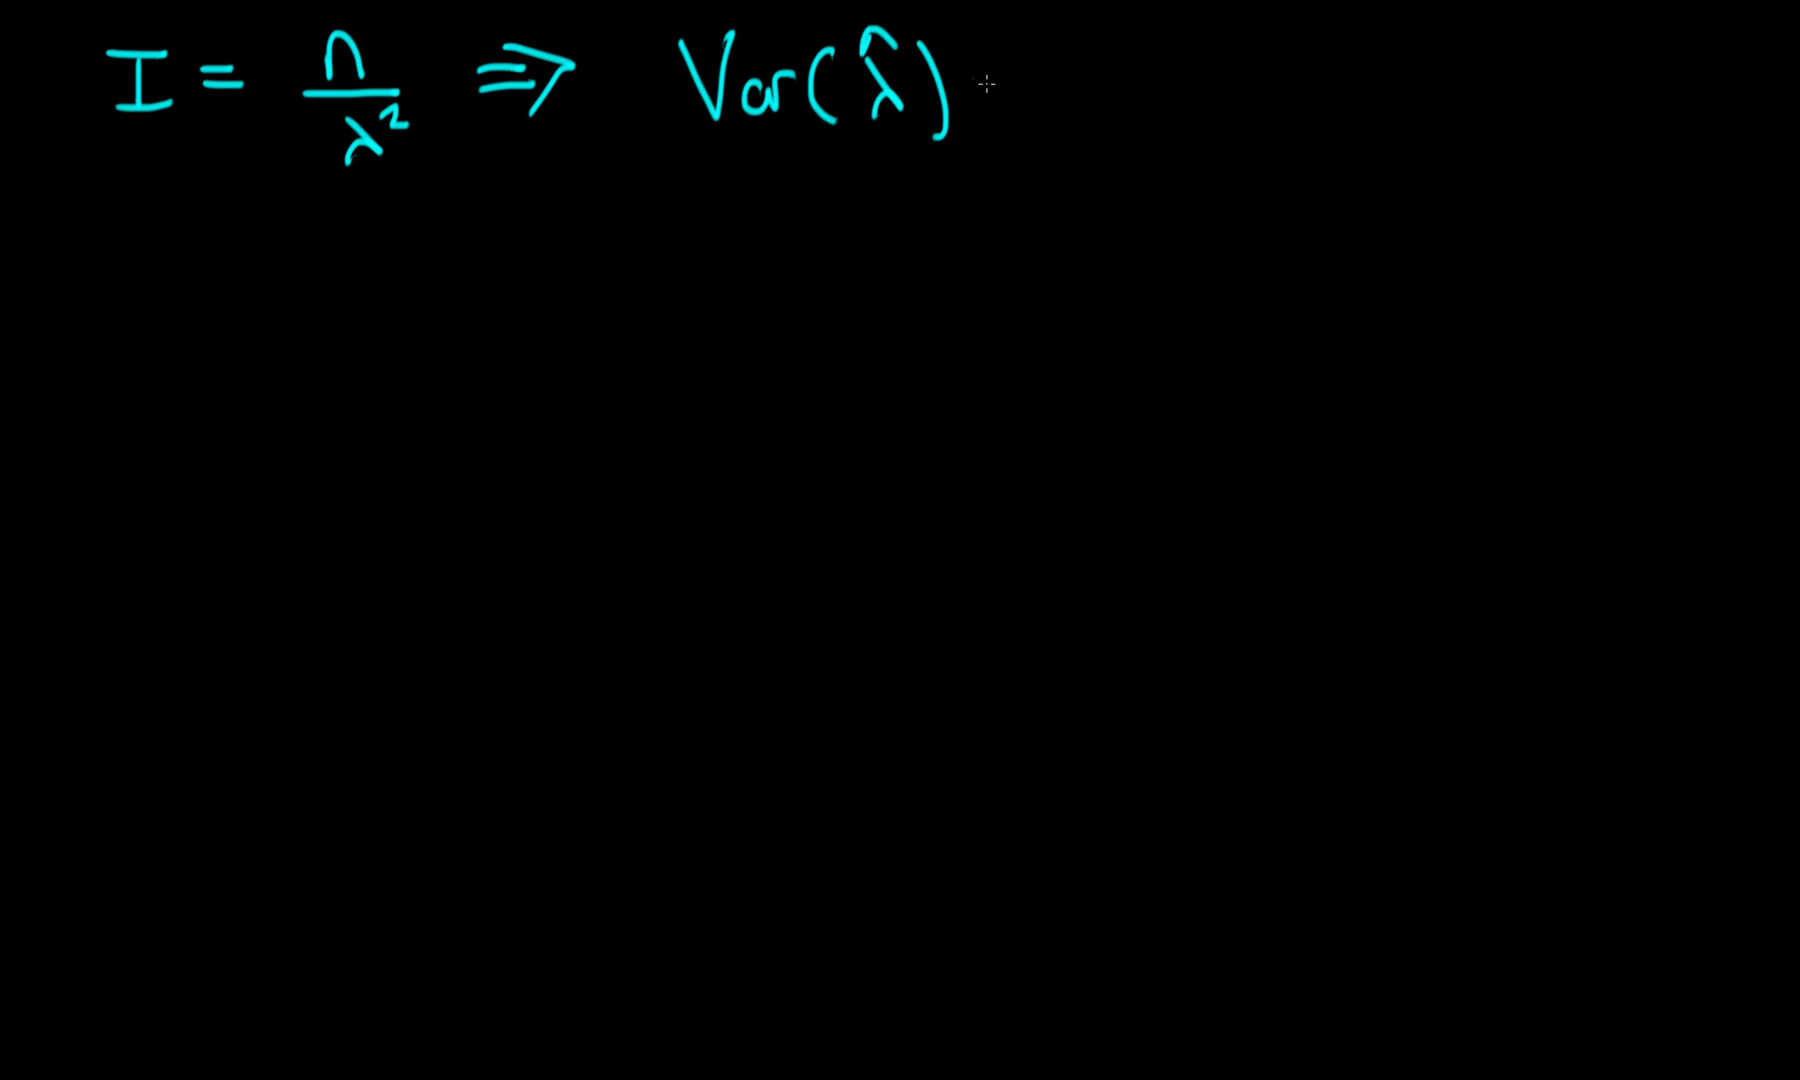 I = n/λ² ⇒ Var(λ̂)